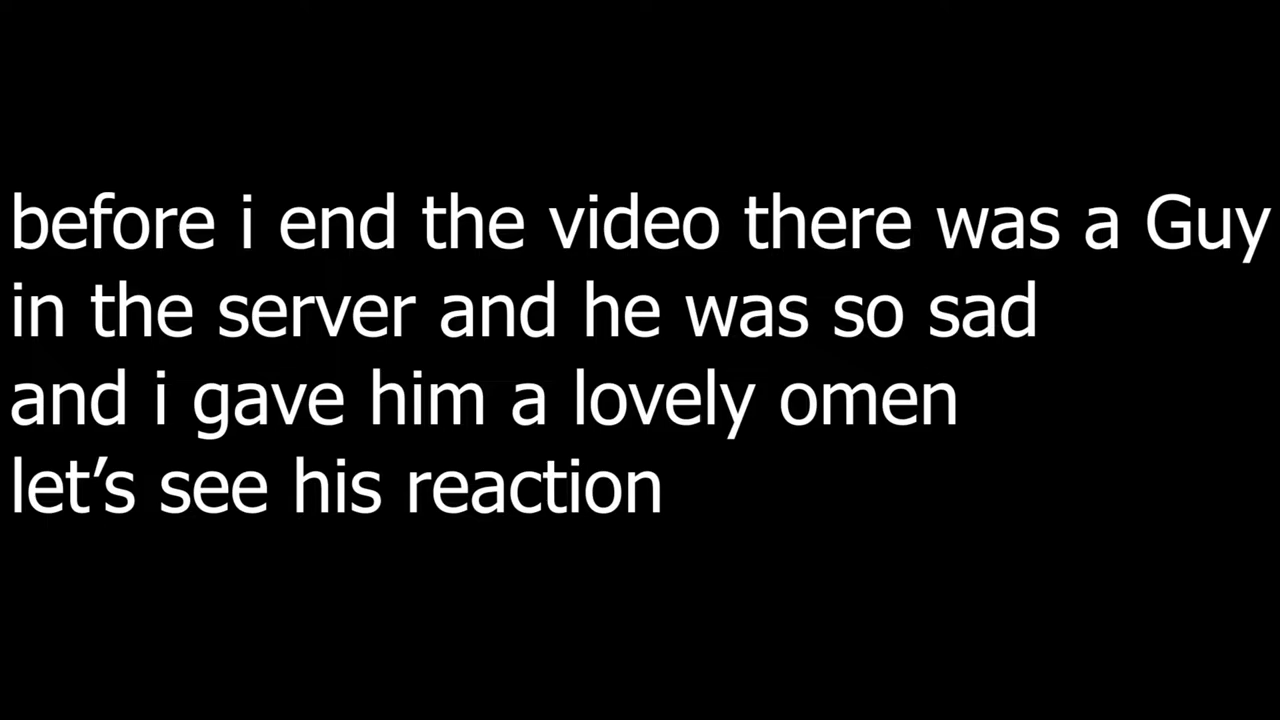 before i end the video there was a Guy
in the server and he was so sad
and i gave him a lovely omen
let’s see his reaction